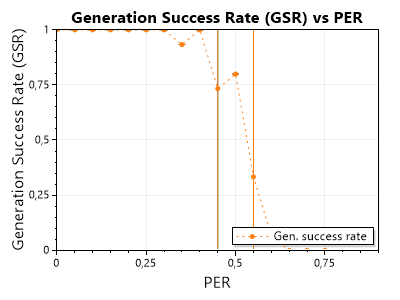 Generation Success Rate (GSR) vs PER
Generation Success Rate (GSR)
1
0,75
0,5
0,25
0
0
0,25
0,5
0,75
PER
Gen. success rate